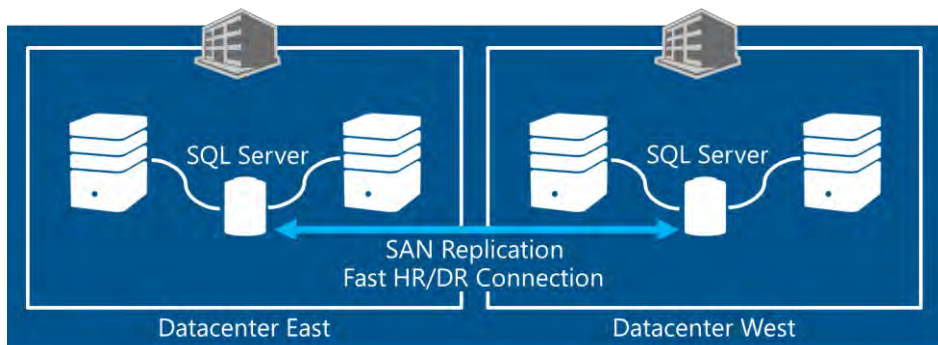 SQL Server
SQL Server
SAN Replication
Fast HR/DR Connection
Datacenter East
Datacenter West